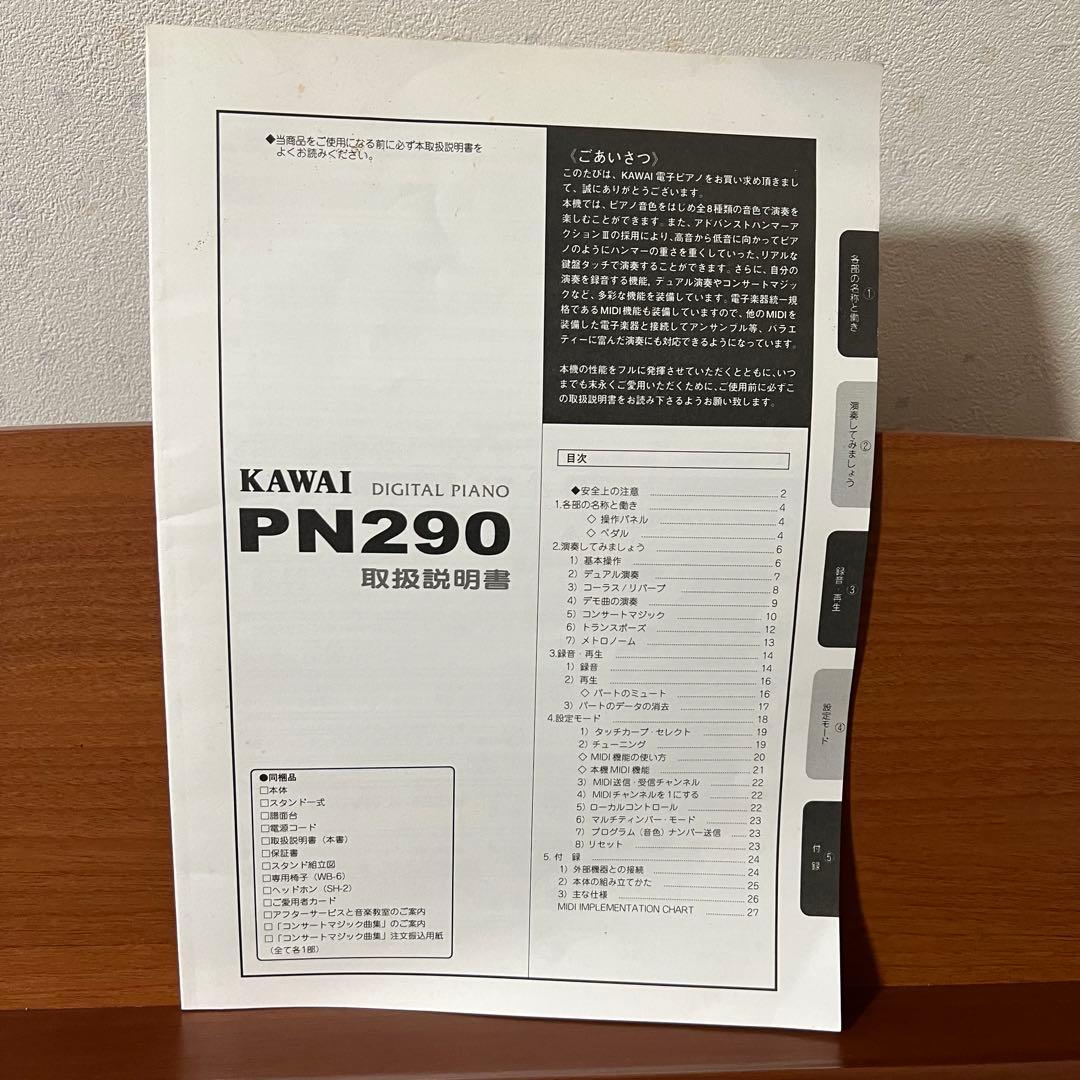 ◆当商品をご使用になる前に必ず本取扱説明書を
よくお読みください。
KAWAI DIGITAL PIANO
PN290
取扱説明書
●同梱品
□本体
□スタンド一式
□譜面台
□電源コード
□取扱説明書（本書）
□保証書
□スタンド組立図
□専用椅子（WB-6）
□ヘッドホン（SH-2）
□ご愛用者カード
□アフターサービスと音楽教室のご案内
□「コンサートマジック曲集」のご案内
□「コンサートマジック曲集」注文振込用紙
（全て各1部）
《ごあいさつ》
このたびは、KAWAI 電子ピアノをお買い求め頂きまし
て、誠にありがとうございます。
本機では、ピアノ音色をはじめ全8種類の音色で演奏を
楽しむことができます。また、アドバンストハンマーア
クションⅢの採用により、高音から低音に向かってピア
ノのようにハンマーの重さを重くしていった、リアルな
鍵盤タッチで演奏することができます。さらに、自分の
演奏を録音する機能、デュアル演奏やコンサートマジッ
クなど、多彩な機能を装備しています。電子楽器統一規
格であるMIDI機能も装備していますので、他のMIDIを
装備した電子楽器と接続してアンサンブル等、バラエ
ティーに富んだ演奏にも対応できるようになっています。
本機の性能をフルに発揮させていただくとともに、いつ
までも末永くご愛用いただくために、ご使用前に必ずこ
の取扱説明書をお読み下さるようお願い致します。
目次
◆安全上の注意 2
1.各部の名称と働き 4
◇ 操作パネル 4
◇ ペダル 4
2.演奏してみましょう 6
1）基本操作 6
2）デュアル演奏 7
3）コーラス/リバーブ 8
4）デモ曲の演奏 9
5）コンサートマジック 10
6）トランスポーズ 12
7）メトロノーム 13
3.録音・再生 14
1）録音 14
2）再生 16
◇ パートのミュート 16
3）パートのデータの消去 17
4.設定モード 18
1）タッチカーブ・セレクト 19
2）チューニング 19
◇ MIDI機能の使い方 20
◇ 本機MIDI機能 21
3）MIDI送信・受信チャンネル 22
4）MIDIチャンネルを1にする 22
5）ローカルコントロール 22
6）マルチティンバー・モード 23
7）プログラム（音色）ナンバー送信 23
8）リセット 23
5. 付 録 24
1）外部機器との接続 24
2）本体の組み立てかた 25
3）主な仕様 26
MIDI IMPLEMENTATION CHART 27
① 各部の名称と働き
② 演奏してみましょう
③ 録音・再生
④ 設定モード
⑤ 付録